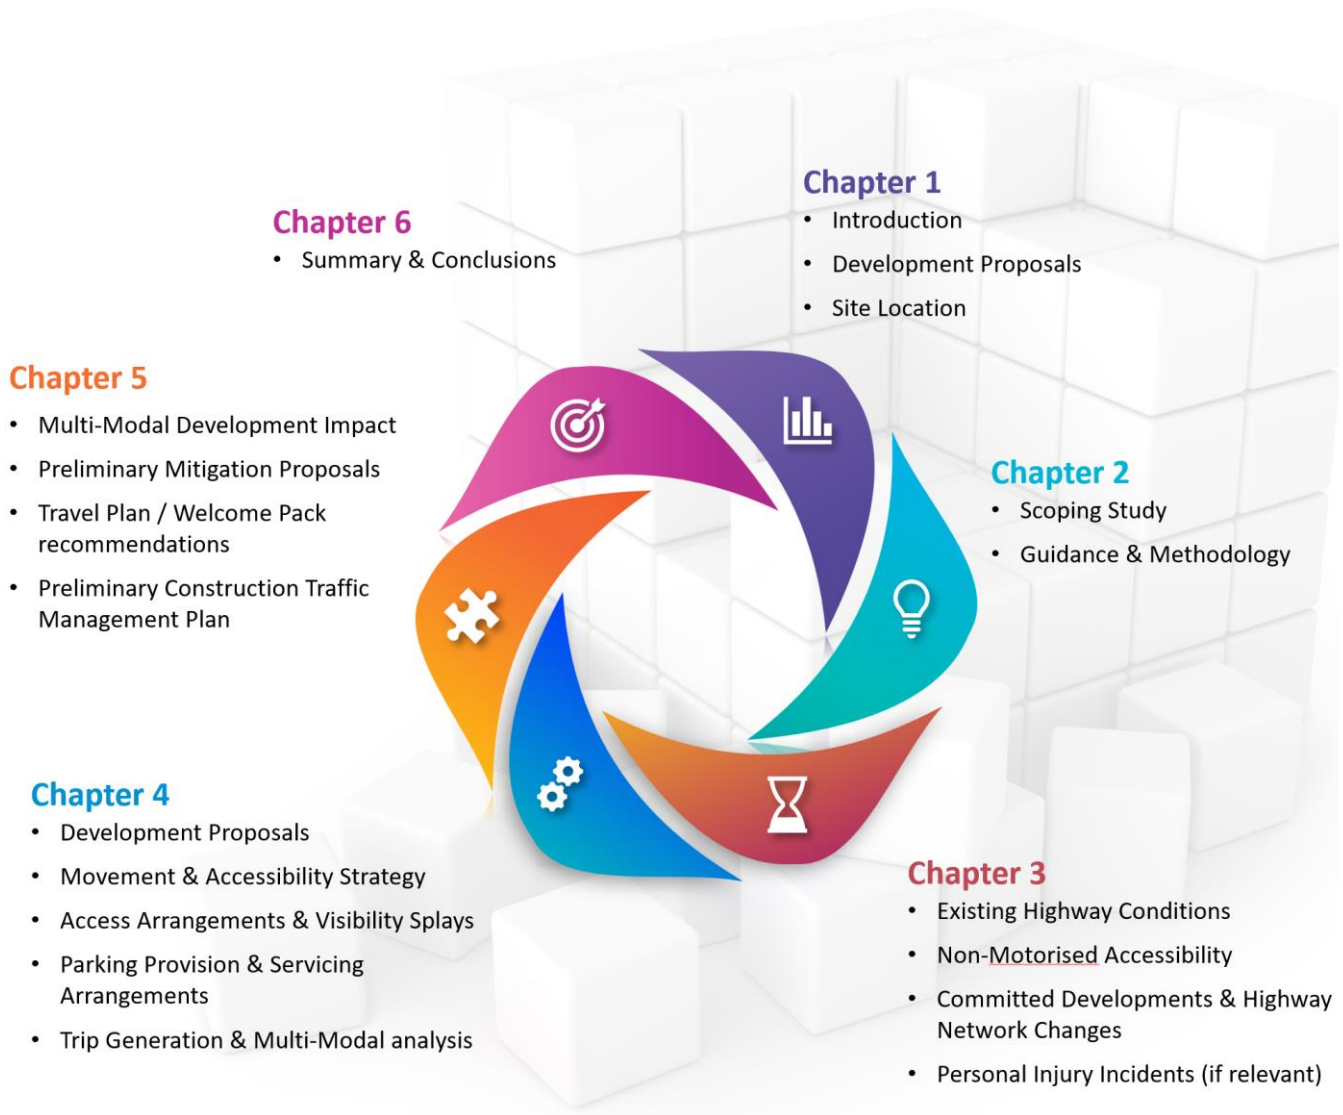 Chapter 1
• Introduction
• Development Proposals
• Site Location
Chapter 2
• Scoping Study
• Guidance & Methodology
Chapter 3
• Existing Highway Conditions
• Non-Motorised Accessibility
• Committed Developments & Highway
Network Changes
• Personal Injury Incidents (if relevant)
Chapter 4
• Development Proposals
• Movement & Accessibility Strategy
• Access Arrangements & Visibility Splays
• Parking Provision & Servicing
Arrangements
• Trip Generation & Multi-Modal analysis
Chapter 5
• Multi-Modal Development Impact
• Preliminary Mitigation Proposals
• Travel Plan / Welcome Pack
recommendations
• Preliminary Construction Traffic
Management Plan
Chapter 6
• Summary & Conclusions